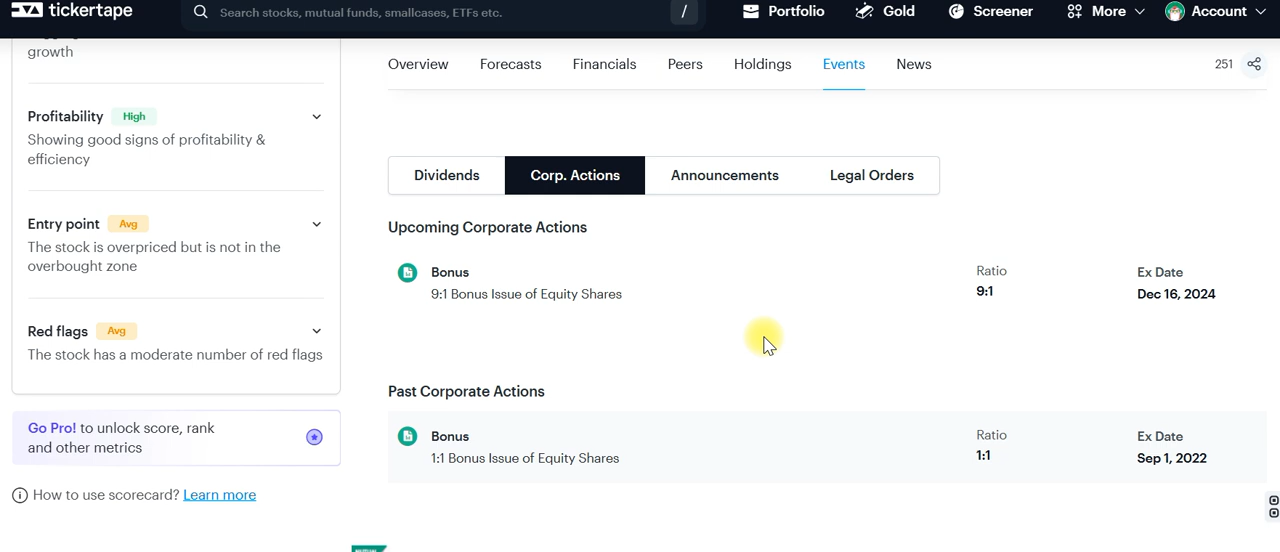 tickertape
Search stocks, mutual funds, smallcases, ETFs etc.
/
Portfolio
Gold
Screener
More
Account
growth
Profitability High
Showing good signs of profitability &
efficiency
Entry point Avg
The stock is overpriced but is not in the
overbought zone
Red flags Avg
The stock has a moderate number of red flags
Go Pro! to unlock score, rank
and other metrics
How to use scorecard? Learn more
Overview
Forecasts
Financials
Peers
Holdings
Events
News
251
Dividends
Corp. Actions
Announcements
Legal Orders
Upcoming Corporate Actions
Bonus
9:1 Bonus Issue of Equity Shares
Ratio
9:1
Ex Date
Dec 16, 2024
Past Corporate Actions
Bonus
1:1 Bonus Issue of Equity Shares
Ratio
1:1
Ex Date
Sep 1, 2022